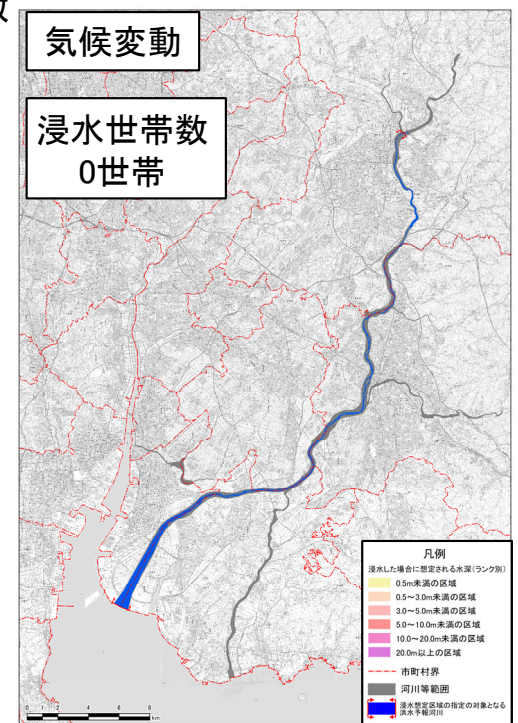 数
気候変動
浸水世帯数
0世帯
凡例
浸水した場合に想定される水深(ランク別)
0.5m未満の区域
0.5～3.0m未満の区域
3.0～5.0m未満の区域
5.0～10.0m未満の区域
10.0～20.0m未満の区域
20.0m以上の区域
市町村界
河川等範囲
浸水想定区域の指定の対象となる
洪水予報河川
0 1 2 4 6 8
km